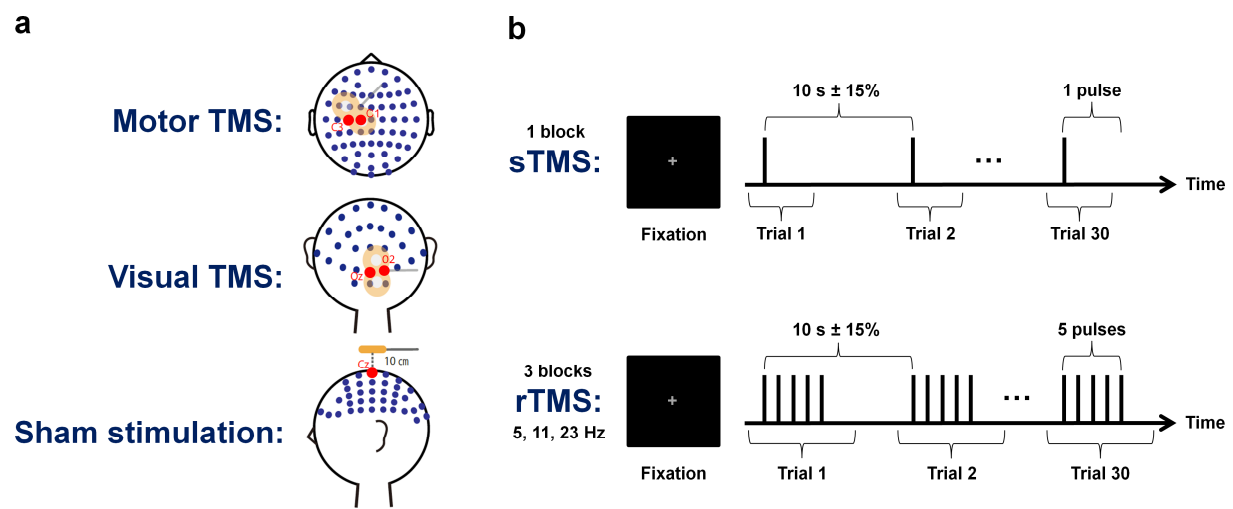 a
Motor TMS:
C3
C1
Visual TMS:
Oz
O2
Sham stimulation:
Cz
10 cm
b
1 block
sTMS:
Fixation
10 s ± 15%
1 pulse
...
Time
Trial 1
Trial 2
Trial 30
3 blocks
rTMS:
5, 11, 23 Hz
Fixation
10 s ± 15%
5 pulses
...
Time
Trial 1
Trial 2
Trial 30